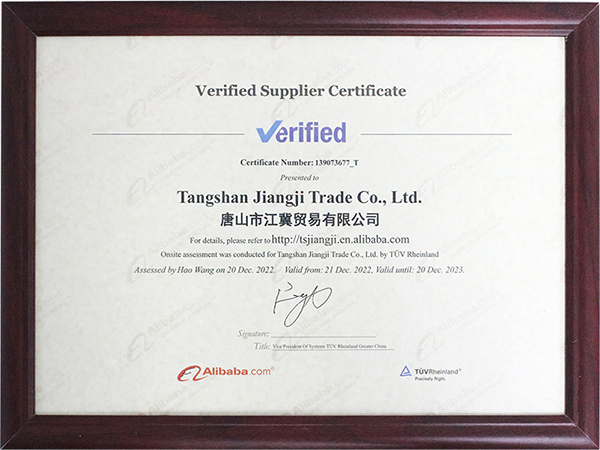 Verified Supplier Certificate
Verified
Certificate Number: 139073677_T
Presented to
Tangshan Jiangji Trade Co., Ltd.
唐山市江冀贸易有限公司
For details, please refer to http://tsjiangji.en.alibaba.com
Onsite assessment was conducted for Tangshan Jiangji Trade Co., Ltd. by TÜV Rheinland
Assessed by Hao Wang on 20 Dec. 2022. Valid from: 21 Dec. 2022, Valid until: 20 Dec. 2023.
Signature:
Title: Vice President Of Systems TÜV Rheinland Greater China
Alibaba.com®
TÜVRheinland®
Precisely Right.